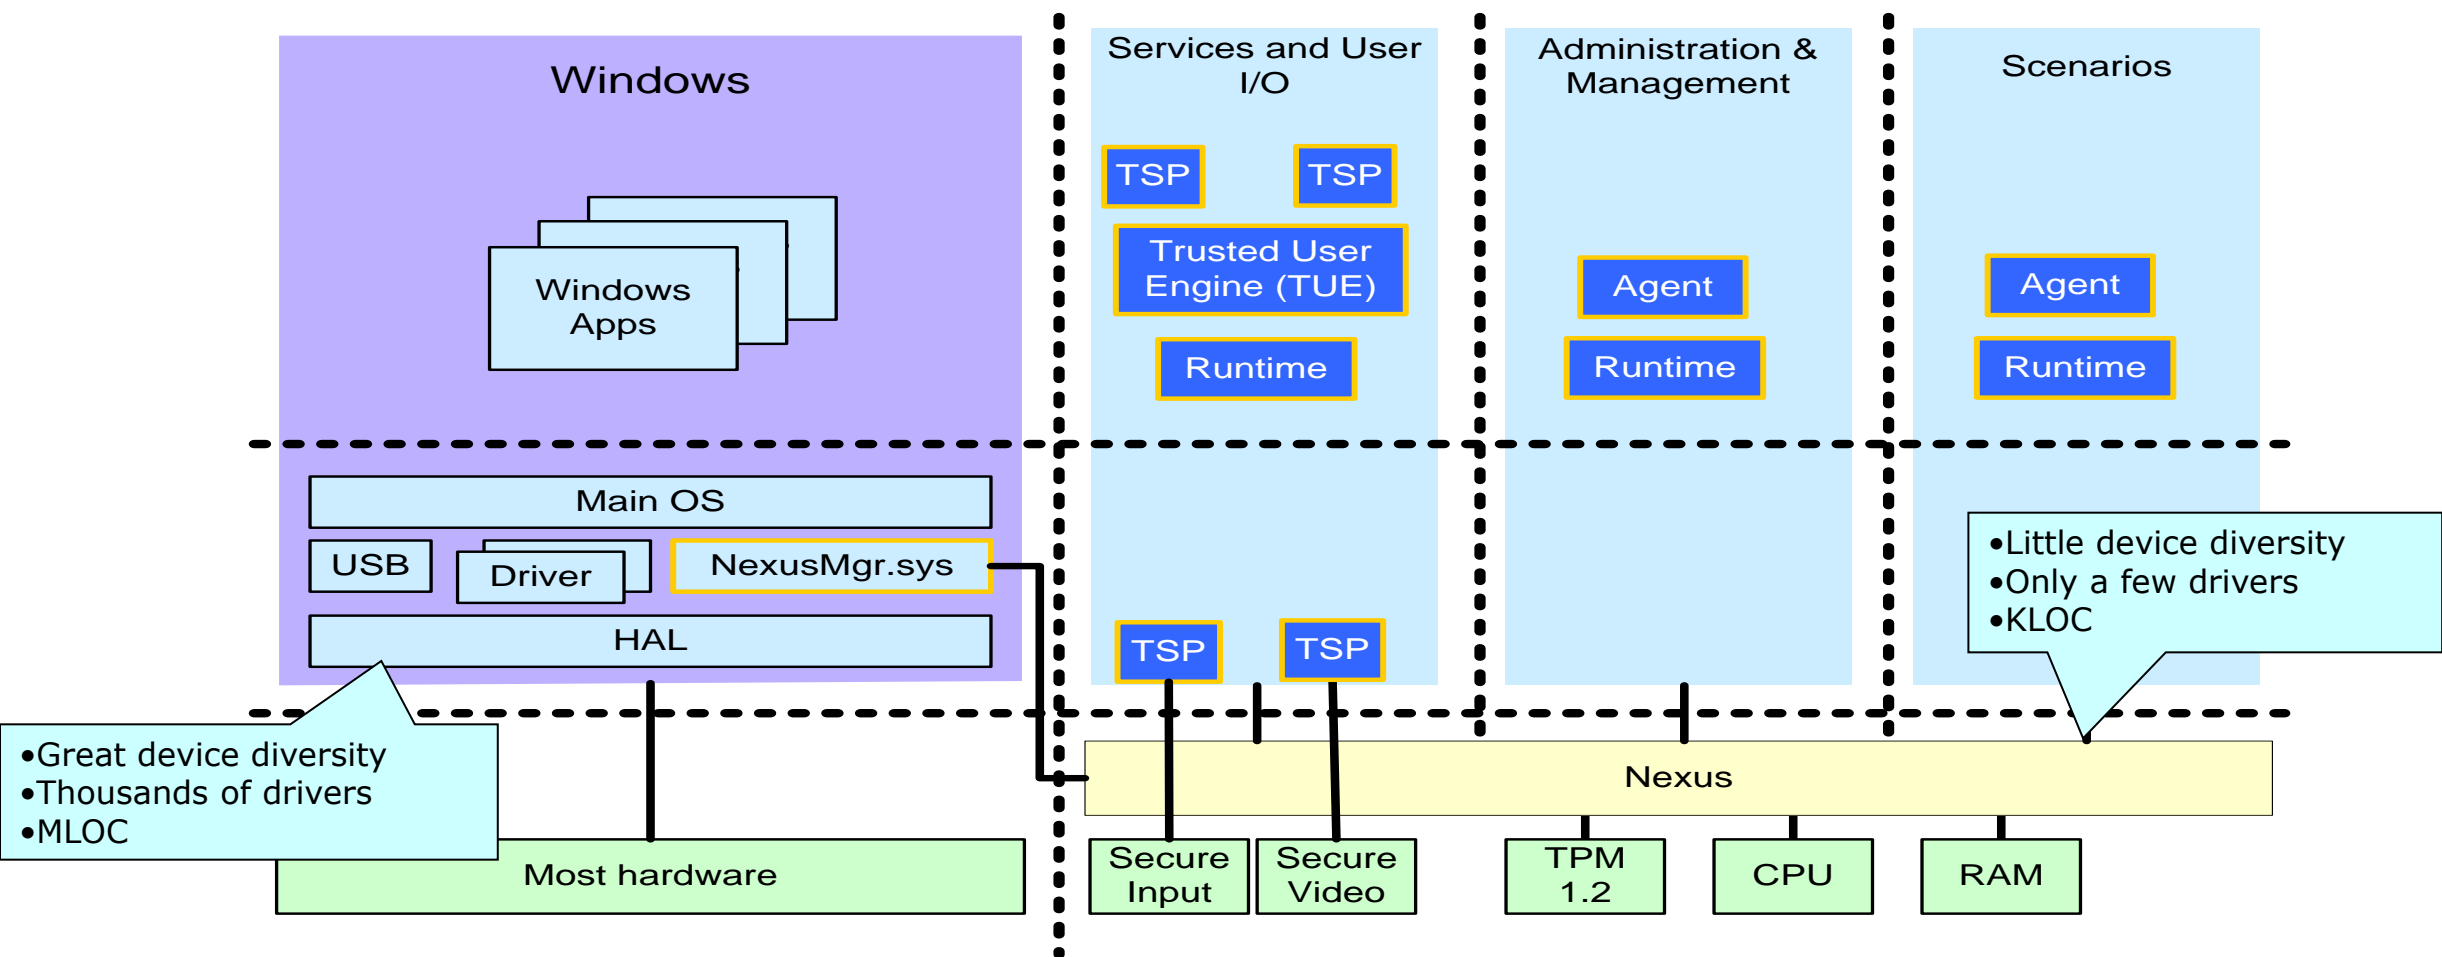 Windows
Services and User
I/O
Administration &
Management
Scenarios
TSP
TSP
Trusted User
Engine (TUE)
Runtime
Windows
Apps
Agent
Runtime
Agent
Runtime
Main OS
USB
Driver
NexusMgr.sys
HAL
TSP
TSP
•Little device diversity
•Only a few drivers
•KLOC
•Great device diversity
•Thousands of drivers
•MLOC
Nexus
Most hardware
Secure
Input
Secure
Video
TPM
1.2
CPU
RAM